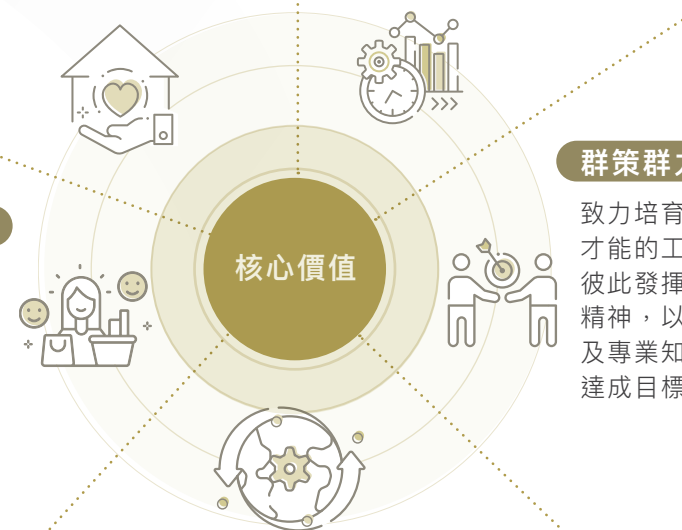 核心價值
群策群
致力培育
才能的工
彼此發揮
精神，以
及專業知
達成目標